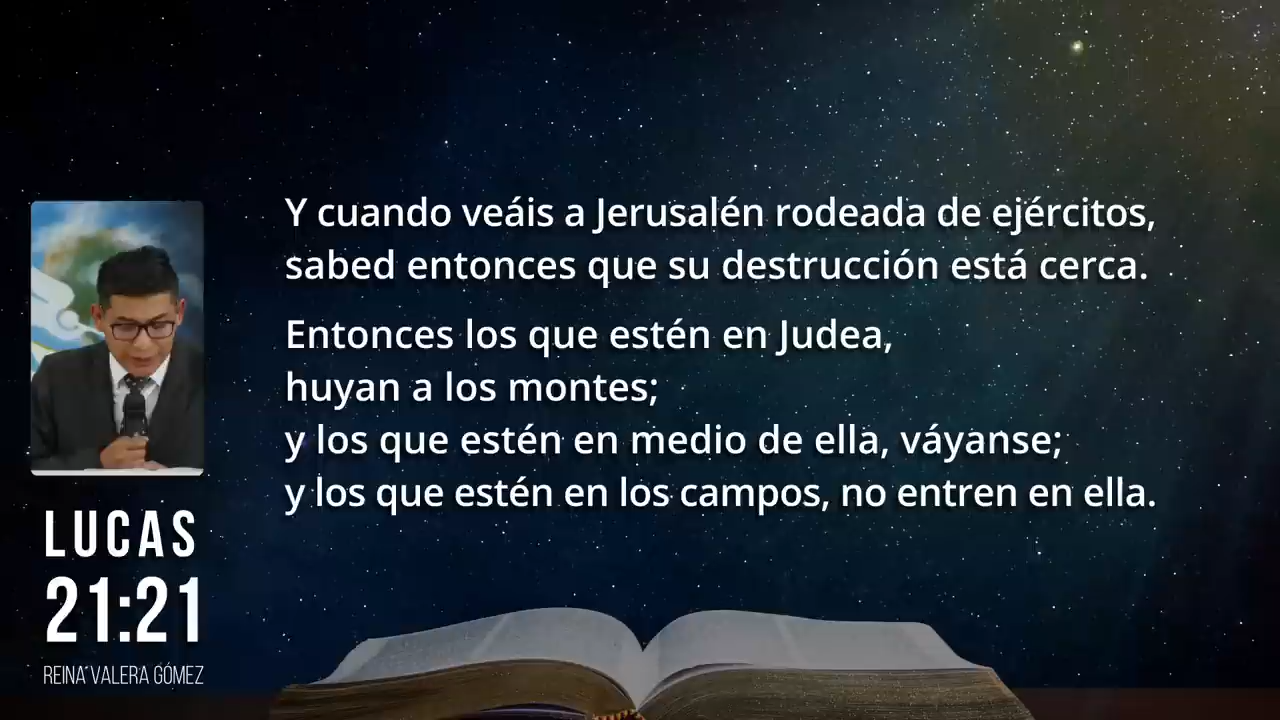 Y cuando veáis a Jerusalén rodeada de ejércitos,
sabed entonces que su destrucción está cerca.
Entonces los que estén en Judea,
huyan a los montes;
y los que estén en medio de ella, váyanse;
y los que estén en los campos, no entren en ella.
LUCAS
21:21
REINA VALERA GÓMEZ